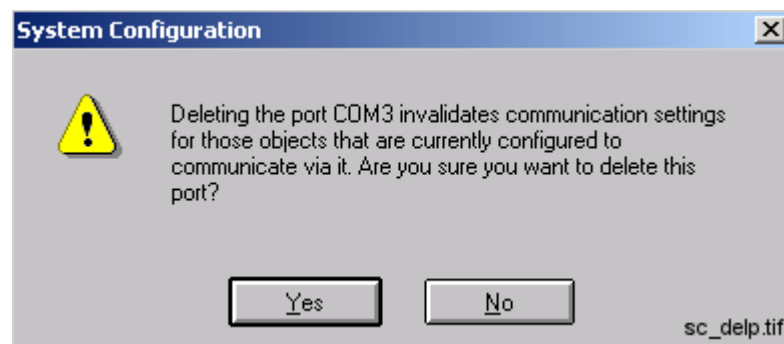 System Configuration
Deleting the port COM3 invalidates communication settings
for those objects that are currently configured to
communicate via it. Are you sure you want to delete this
port?
Yes No
sc_delp.tif